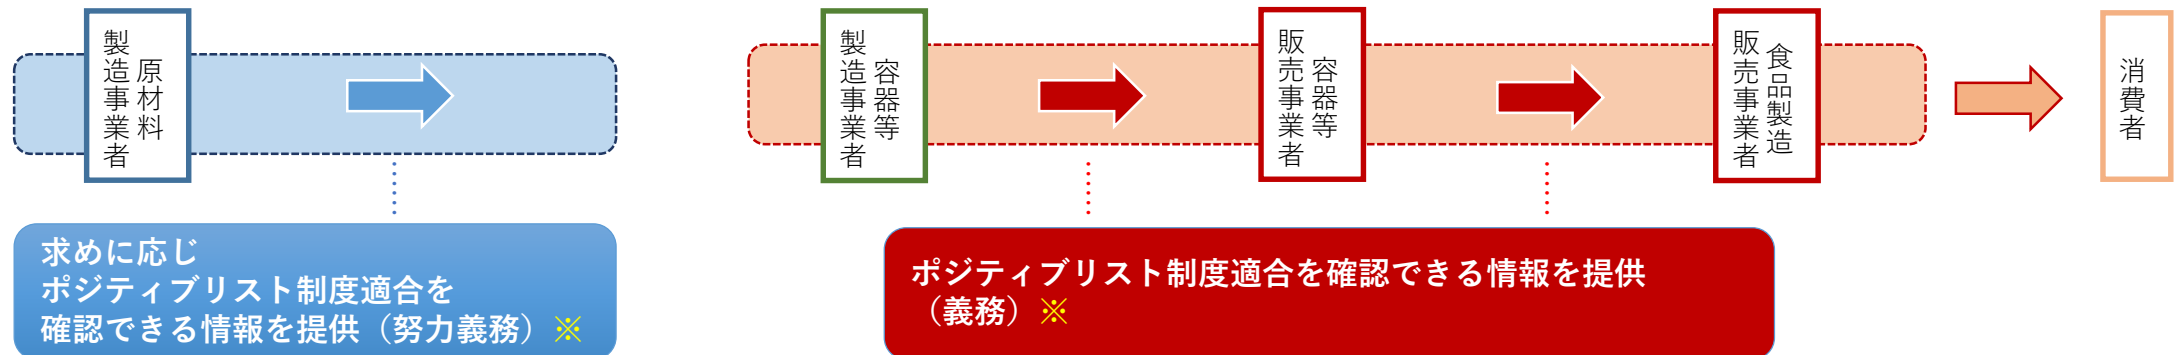 原材料
製造事業者
容器等
製造事業者
容器等
販売事業者
食品製造
販売事業者
消費者
求めに応じ
ポジティブリスト制度適合を
確認できる情報を提供（努力義務）※
ポジティブリスト制度適合を確認できる情報を提供
（義務）※